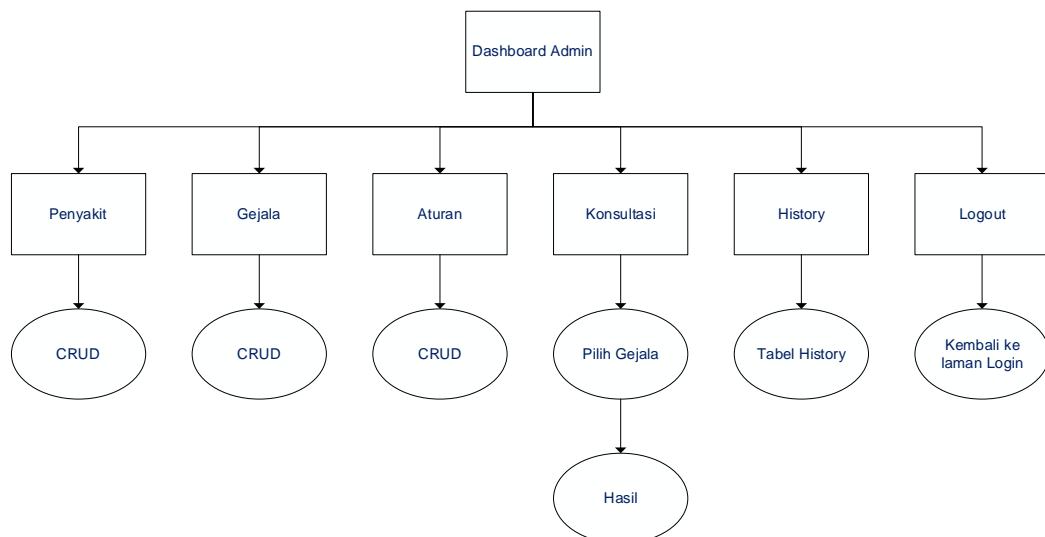 Dashboard Admin
Penyakit
Gejala
Aturan
Konsultasi
History
Logout
CRUD
CRUD
CRUD
Pilih Gejala
Tabel History
Kembali ke
laman Login
Hasil